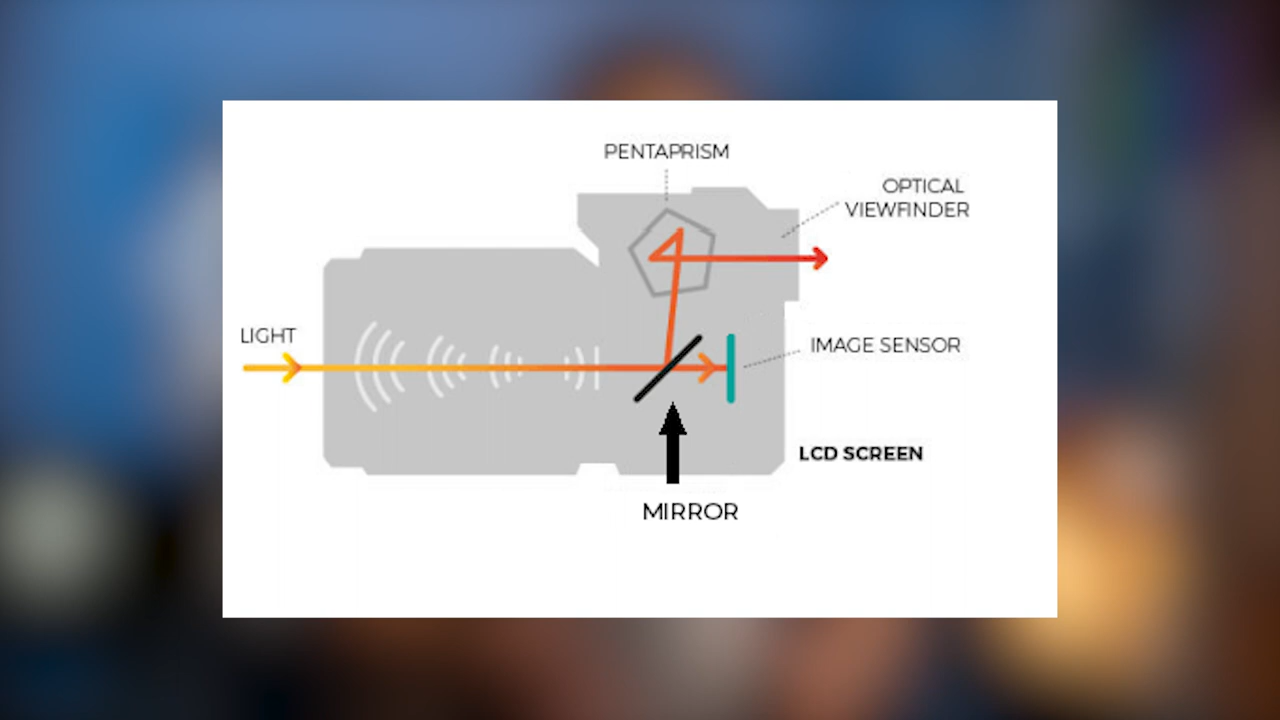 PENTAPRISM
OPTICAL
VIEWFINDER
LIGHT
IMAGE SENSOR
LCD SCREEN
MIRROR